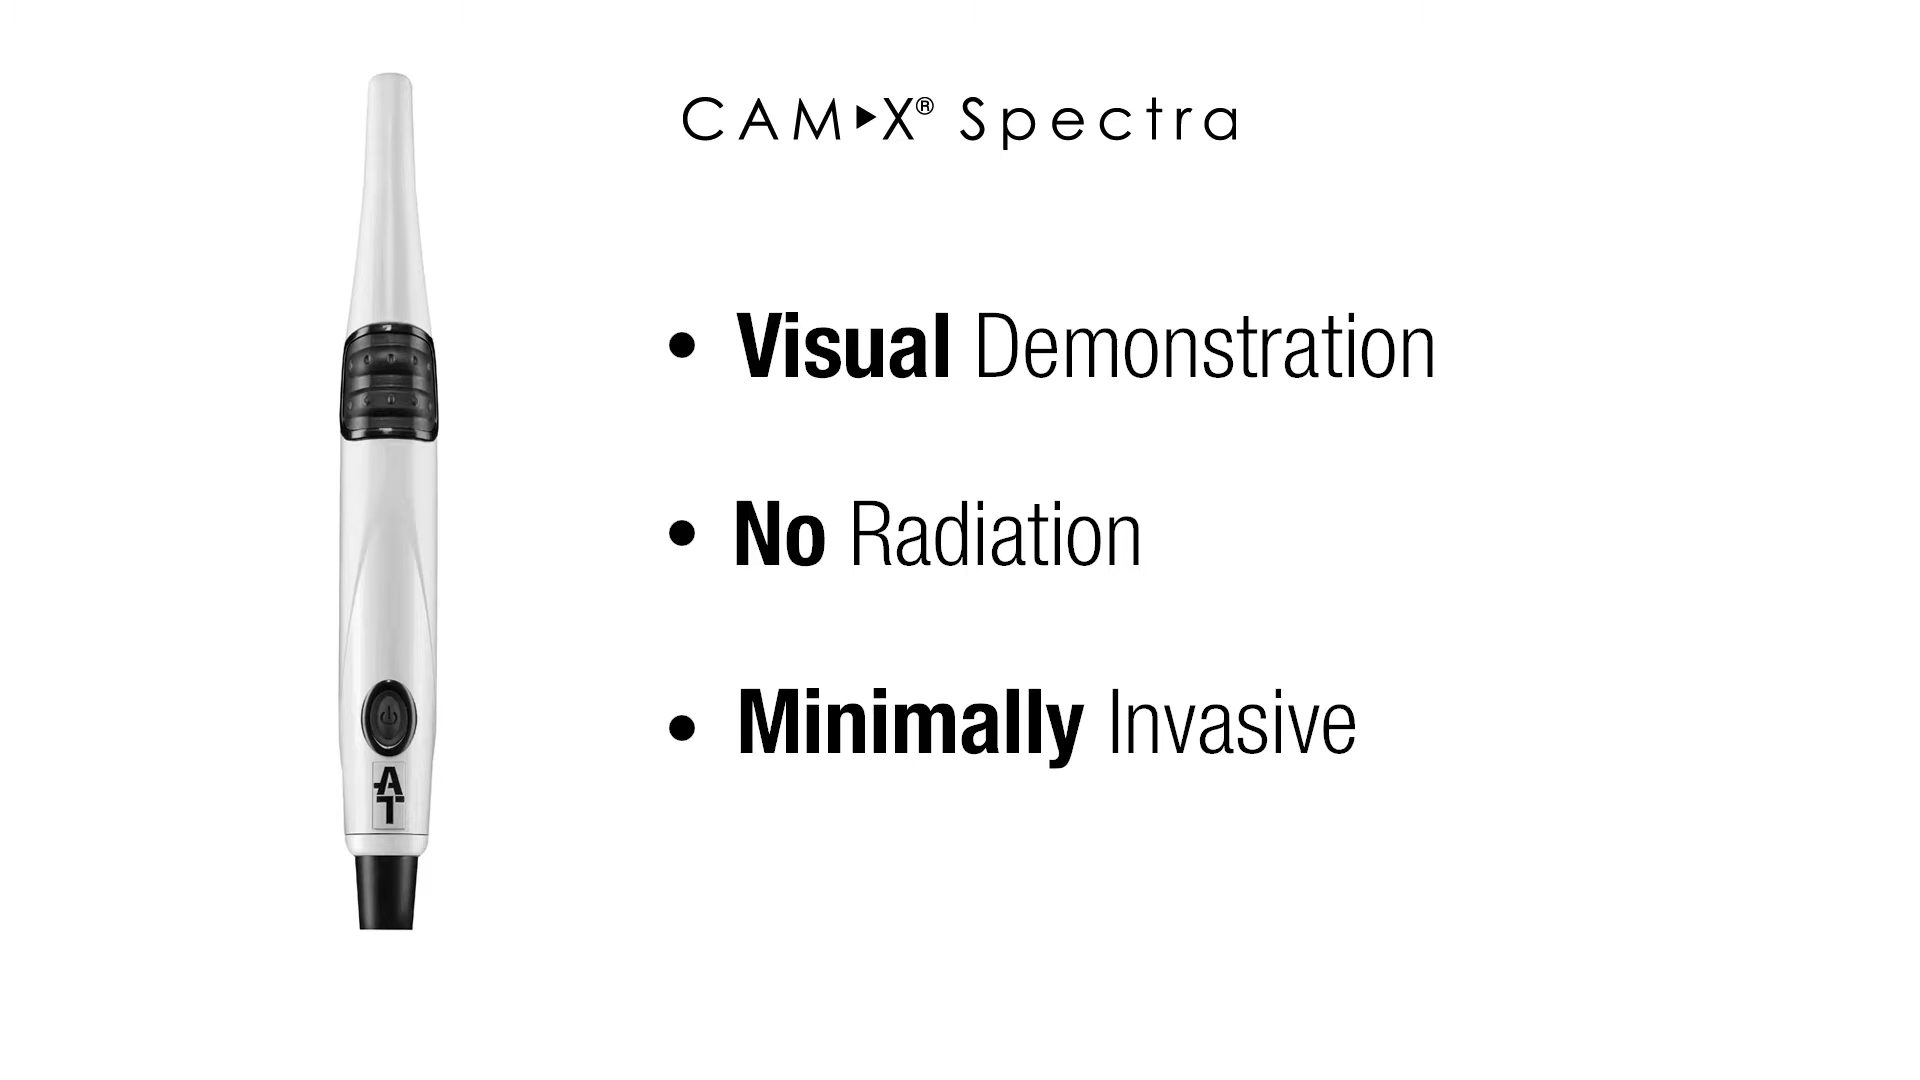 CAM▶X® Spectra
• Visual Demonstration
• No Radiation
• Minimally Invasive
AT